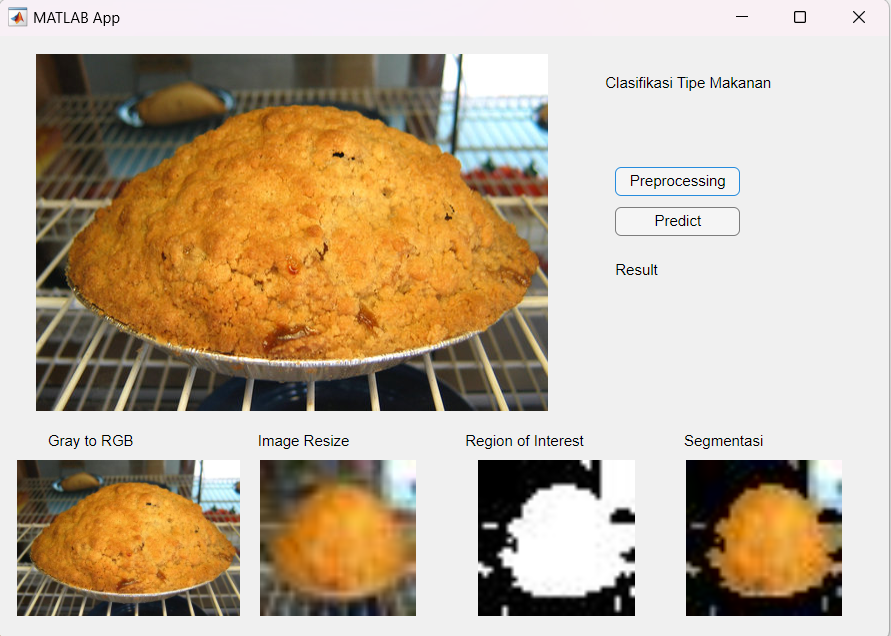 MATLAB App
Clasifikasi Tipe Makanan
Preprocessing
Predict
Result
Gray to RGB
Image Resize
Region of Interest
Segmentasi